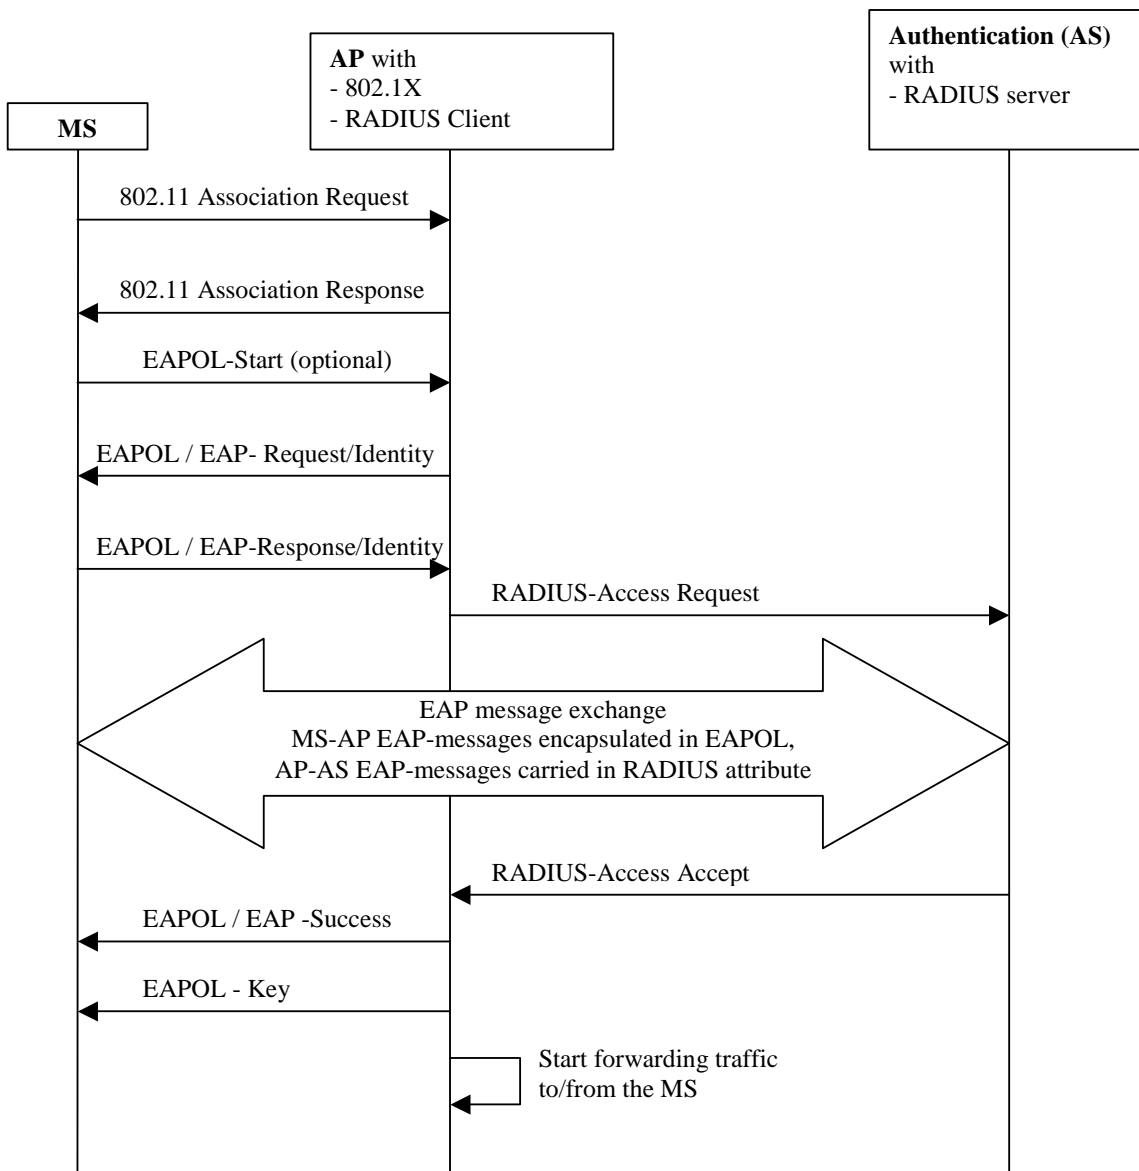 MS
AP with
- 802.1X
- RADIUS Client
Authentication (AS)
with
- RADIUS server
802.11 Association Request
802.11 Association Response
EAPOL-Start (optional)
EAPOL / EAP- Request/Identity
EAPOL / EAP-Response/Identity
RADIUS-Access Request
EAP message exchange
MS-AP EAP-messages encapsulated in EAPOL,
AP-AS EAP-messages carried in RADIUS attribute
RADIUS-Access Accept
EAPOL / EAP -Success
EAPOL - Key
Start forwarding traffic
to/from the MS